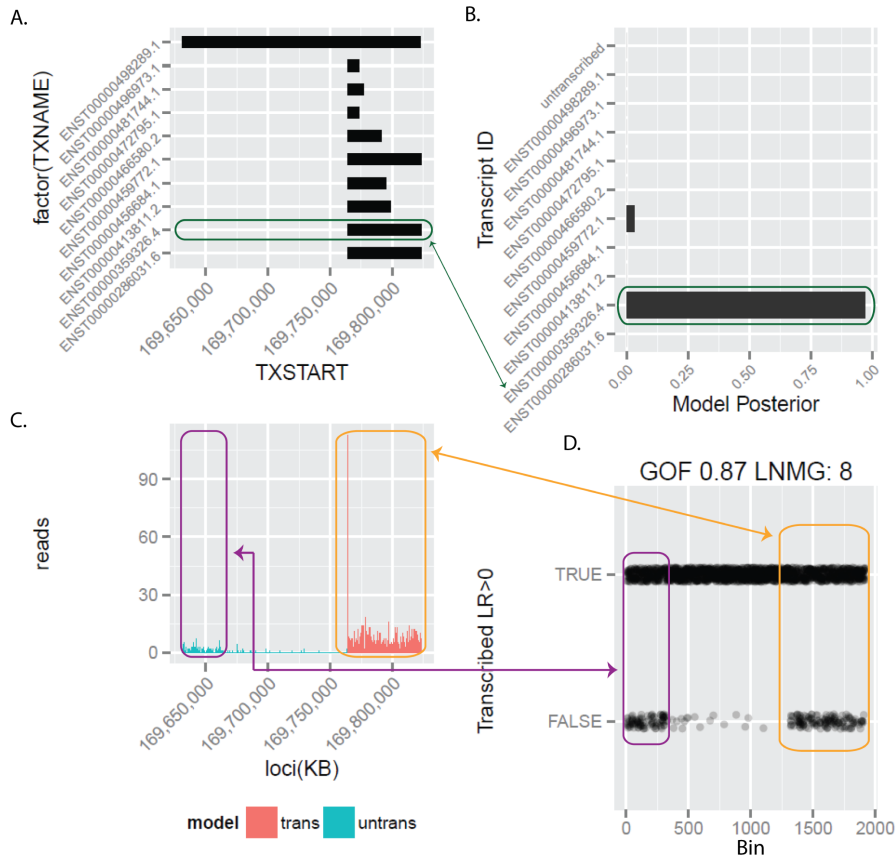 A.
factor(TXNAME)
ENST00000498289.1
ENST00000496973.1
ENST00000481744.1
ENST00000472795.1
ENST00000466580.2
ENST00000459772.1
ENST00000456684.1
ENST00000413811.2
ENST00000359326.4
ENST00000286031.6
169,650,000
169,700,000
169,750,000
169,800,000
TXSTART
B.
Transcript ID
untranscribed
ENST00000498289.1
ENST00000496973.1
ENST00000481744.1
ENST00000472795.1
ENST00000466580.2
ENST00000459772.1
ENST00000456684.1
ENST00000413811.2
ENST00000359326.4
ENST00000286031.6
0.00
0.25
0.50
0.75
1.00
Model Posterior
C.
reads
90
60
30
0
169,650,000
169,700,000
169,750,000
169,800,000
loci(KB)
model trans untrans
D.
GOF 0.87 LNMG: 8
Transcribed LR>0
TRUE
FALSE
0 500 1000 1500 2000
Bin